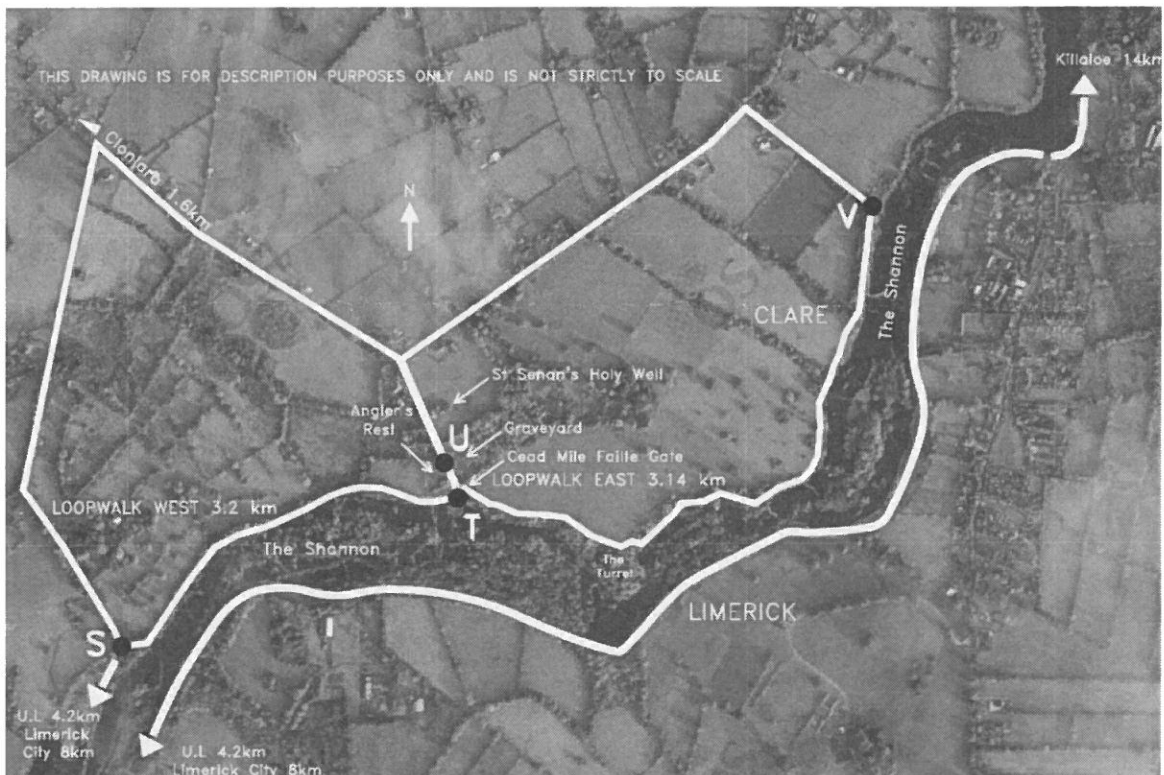 THIS DRAWING IS FOR DESCRIPTION PURPOSES ONLY AND IS NOT STRICTLY TO SCALE
Killaloe 14km
Clonlara 1.6km
N
V
The Shannon
CLARE
St Senan's Holy Well
Angler's
Rest
U
Graveyard
Cead Mile Failte Gate
LOOPWALK EAST 3.14 km
LOOPWALK WEST 3.2 km
T
The Shannon
The
Turret
LIMERICK
S
U.L 4.2km
Limerick
City 8km
U.L 4.2km
Limerick City 8km